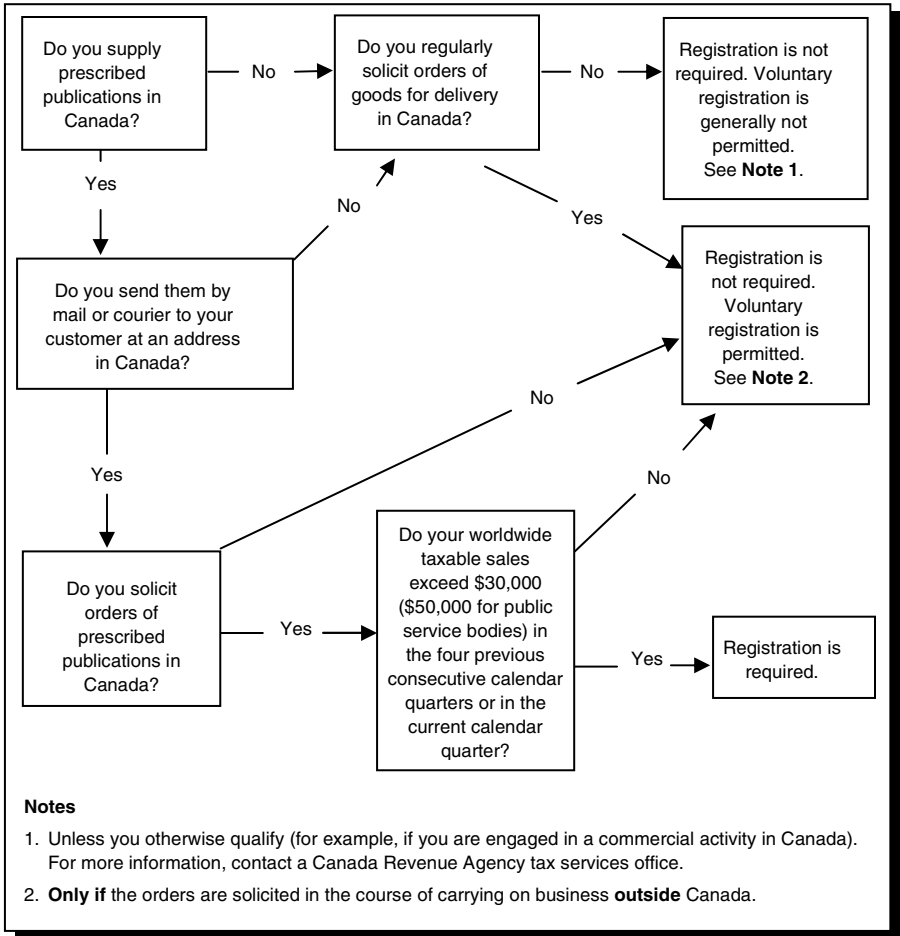 Do you supply
prescribed
publications in
Canada?
No
Do you regularly
solicit orders of
goods for delivery
in Canada?
No
Registration is not
required. Voluntary
registration is
generally not
permitted.
See Note 1.
Yes
No
Yes
Do you send them by
mail or courier to your
customer at an address
in Canada?
Registration is
not required.
Voluntary
registration is
permitted.
See Note 2.
No
Yes
No
Do you solicit
orders of
prescribed
publications in
Canada?
Yes
Do your worldwide
taxable sales
exceed $30,000
($50,000 for public
service bodies) in
the four previous
consecutive calendar
quarters or in the
current calendar
quarter?
Yes
Registration is
required.
Notes
1. Unless you otherwise qualify (for example, if you are engaged in a commercial activity in Canada).
For more information, contact a Canada Revenue Agency tax services office.
2. Only if the orders are solicited in the course of carrying on business outside Canada.